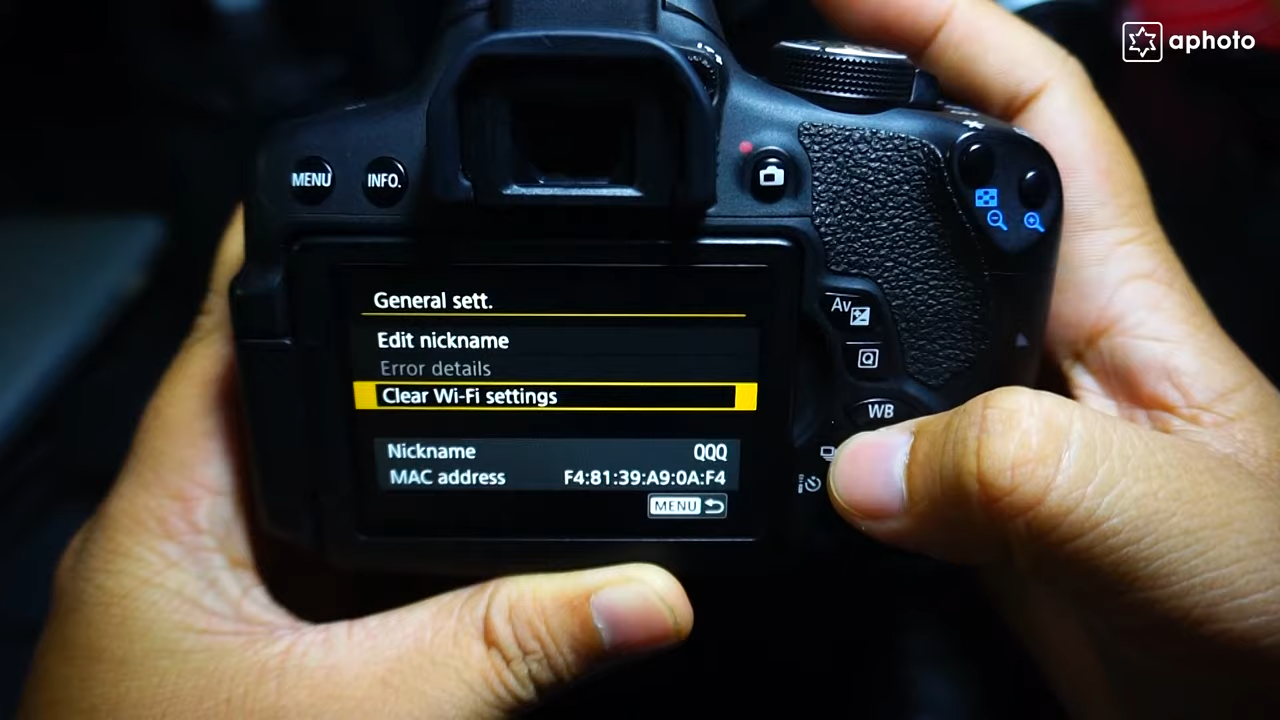 aphoto
MENU
INFO.
General sett.
Edit nickname
Error details
Clear Wi-Fi settings
Nickname QQQ
MAC address F4:81:39:A9:0A:F4
MENU
Av
Q
WB